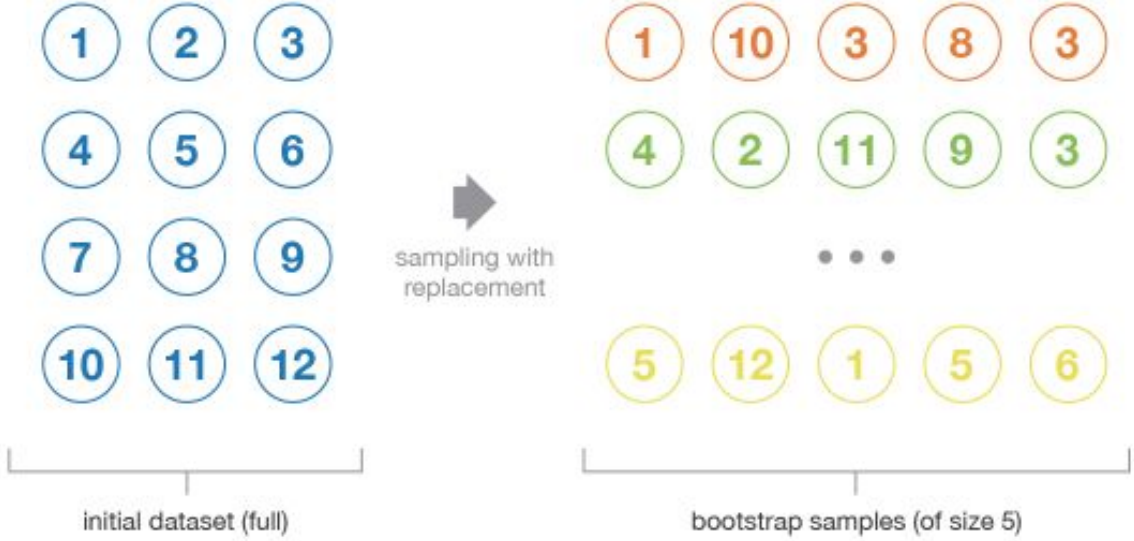 1 2 3 1 10 3 8 3
4 5 6 4 2 11 9 3
sampling with
replacement
7 8 9 • • •
10 11 12 5 12 1 5 6
initial dataset (full) bootstrap samples (of size 5)